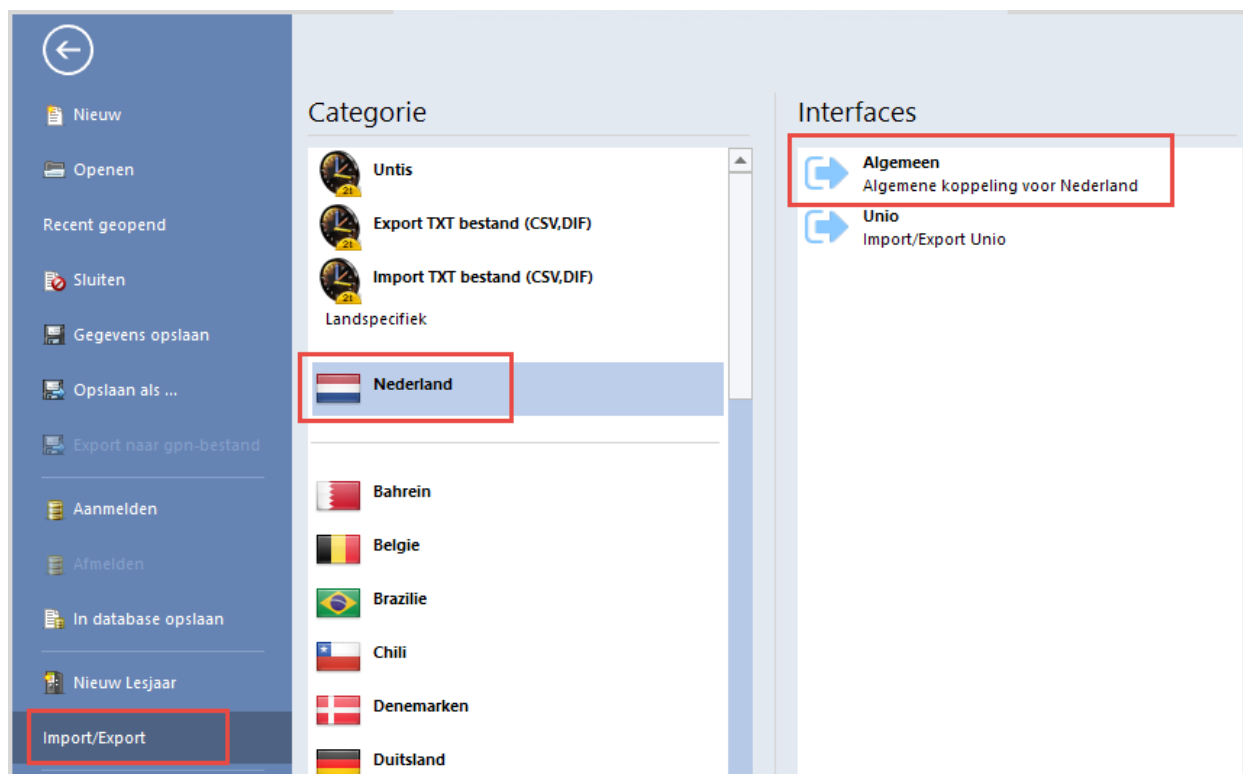 Nieuw
Openen
Recent geopend
Sluiten
Gegevens opslaan
Opslaan als ...
Export naar gpn-bestand
Aanmelden
Afmelden
In database opslaan
Nieuw Lesjaar
Import/Export
Categorie
Untis
Export TXT bestand (CSV,DIF)
Import TXT bestand (CSV,DIF)
Landspecifiek
Nederland
Bahrein
Belgie
Brazilie
Chili
Denemarken
Duitsland
Interfaces
Algemeen
Algemene koppeling voor Nederland
Unio
Import/Export Unio